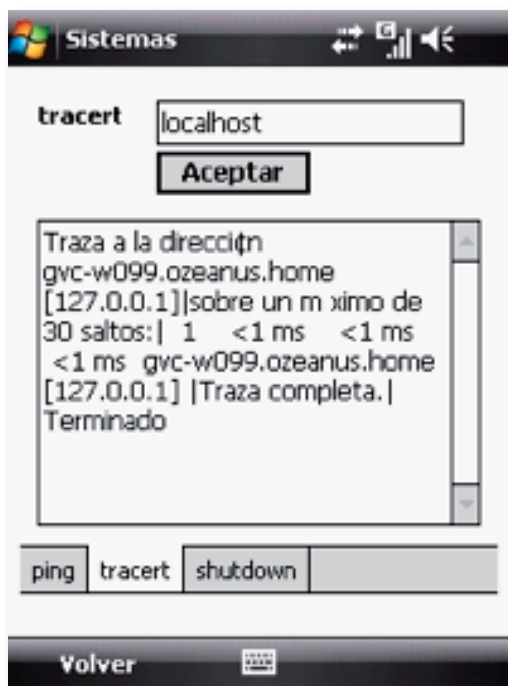 Sistemas
G
tracert
localhost
Aceptar
Traza a la direcci¢n
gvc-w099.ozeanus.home
[127.0.0.1]|sobre un m ximo de
30 saltos:| 1 <1 ms <1 ms
<1 ms gvc-w099.ozeanus.home
[127.0.0.1] |Traza completa.|
Terminado
ping
tracert
shutdown
Volver